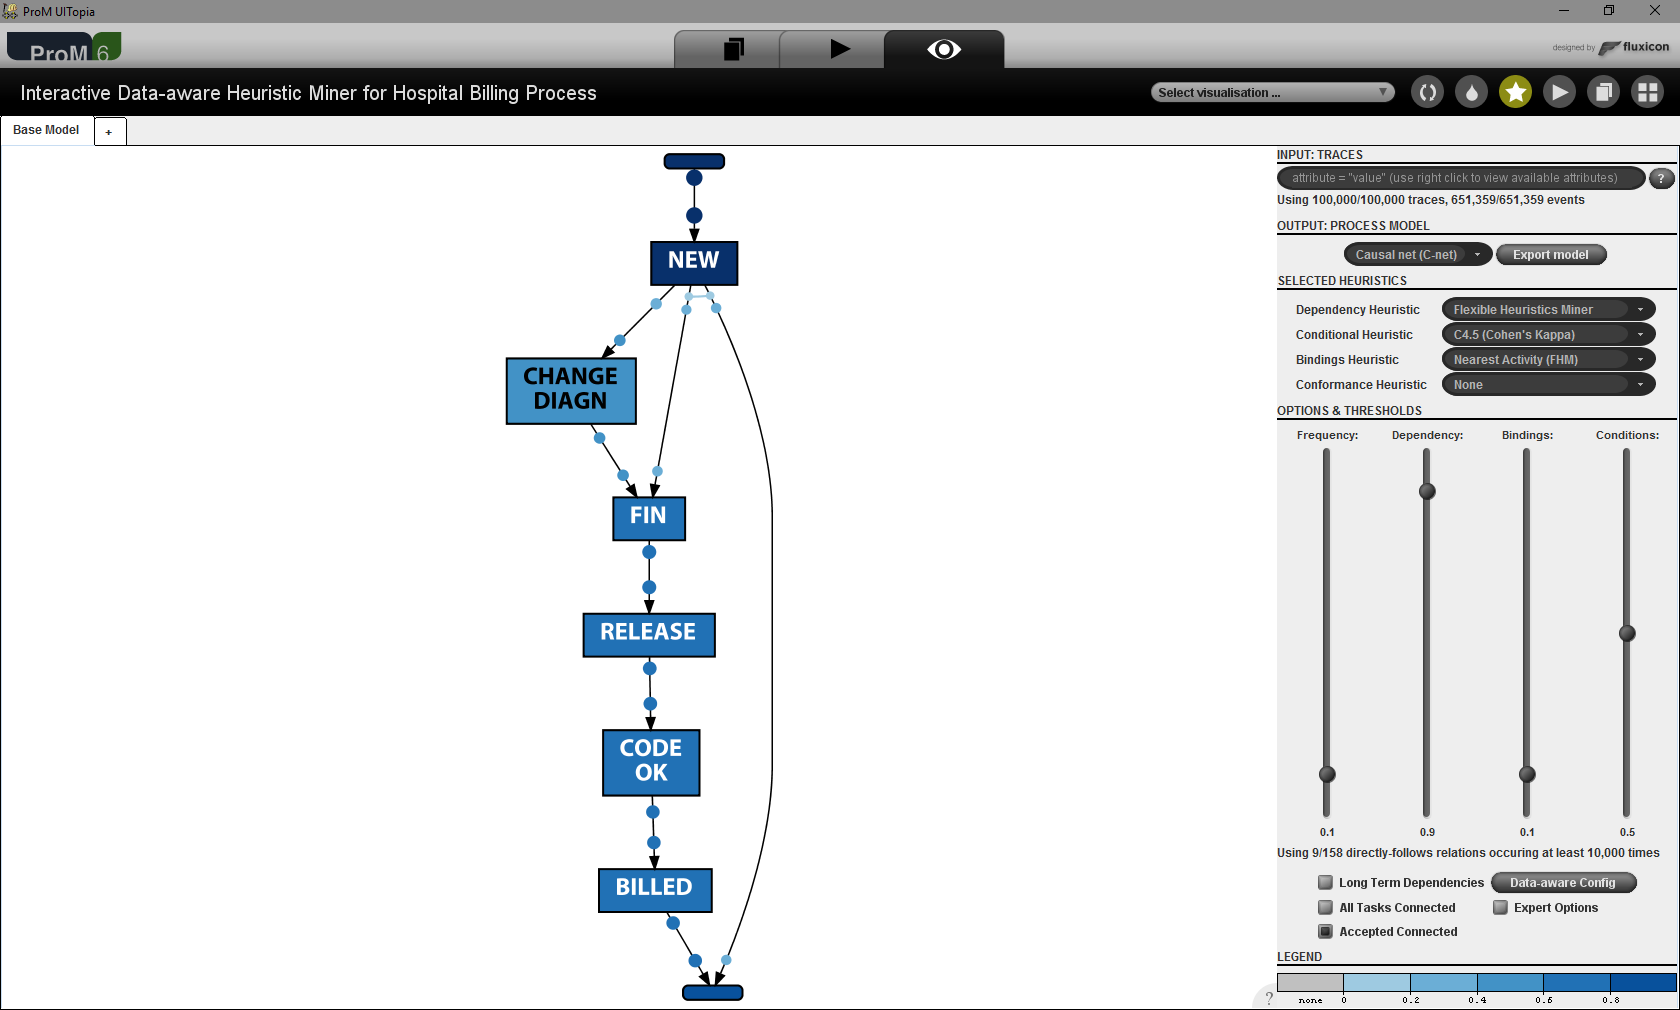 ProM UITopia
ProM 6
designed by fluxicon
Interactive Data-aware Heuristic Miner for Hospital Billing Process
Select visualisation ...
Base Model
+
NEW
CHANGE
DIAGN
FIN
RELEASE
CODE
OK
BILLED
INPUT: TRACES
attribute = "value" (use right click to view available attributes)
?
Using 100,000/100,000 traces, 651,359/651,359 events
OUTPUT: PROCESS MODEL
Causal net (C-net)
Export model
SELECTED HEURISTICS
Dependency Heuristic
Flexible Heuristics Miner
Conditional Heuristic
C4.5 (Cohen's Kappa)
Bindings Heuristic
Nearest Activity (FHM)
Conformance Heuristic
None
OPTIONS & THRESHOLDS
Frequency: Dependency: Bindings: Conditions:
0.1 0.9 0.1 0.5
Using 9/158 directly-follows relations occuring at least 10,000 times
Long Term Dependencies
Data-aware Config
All Tasks Connected
Expert Options
Accepted Connected
LEGEND
?
none 0 0.2 0.4 0.6 0.8